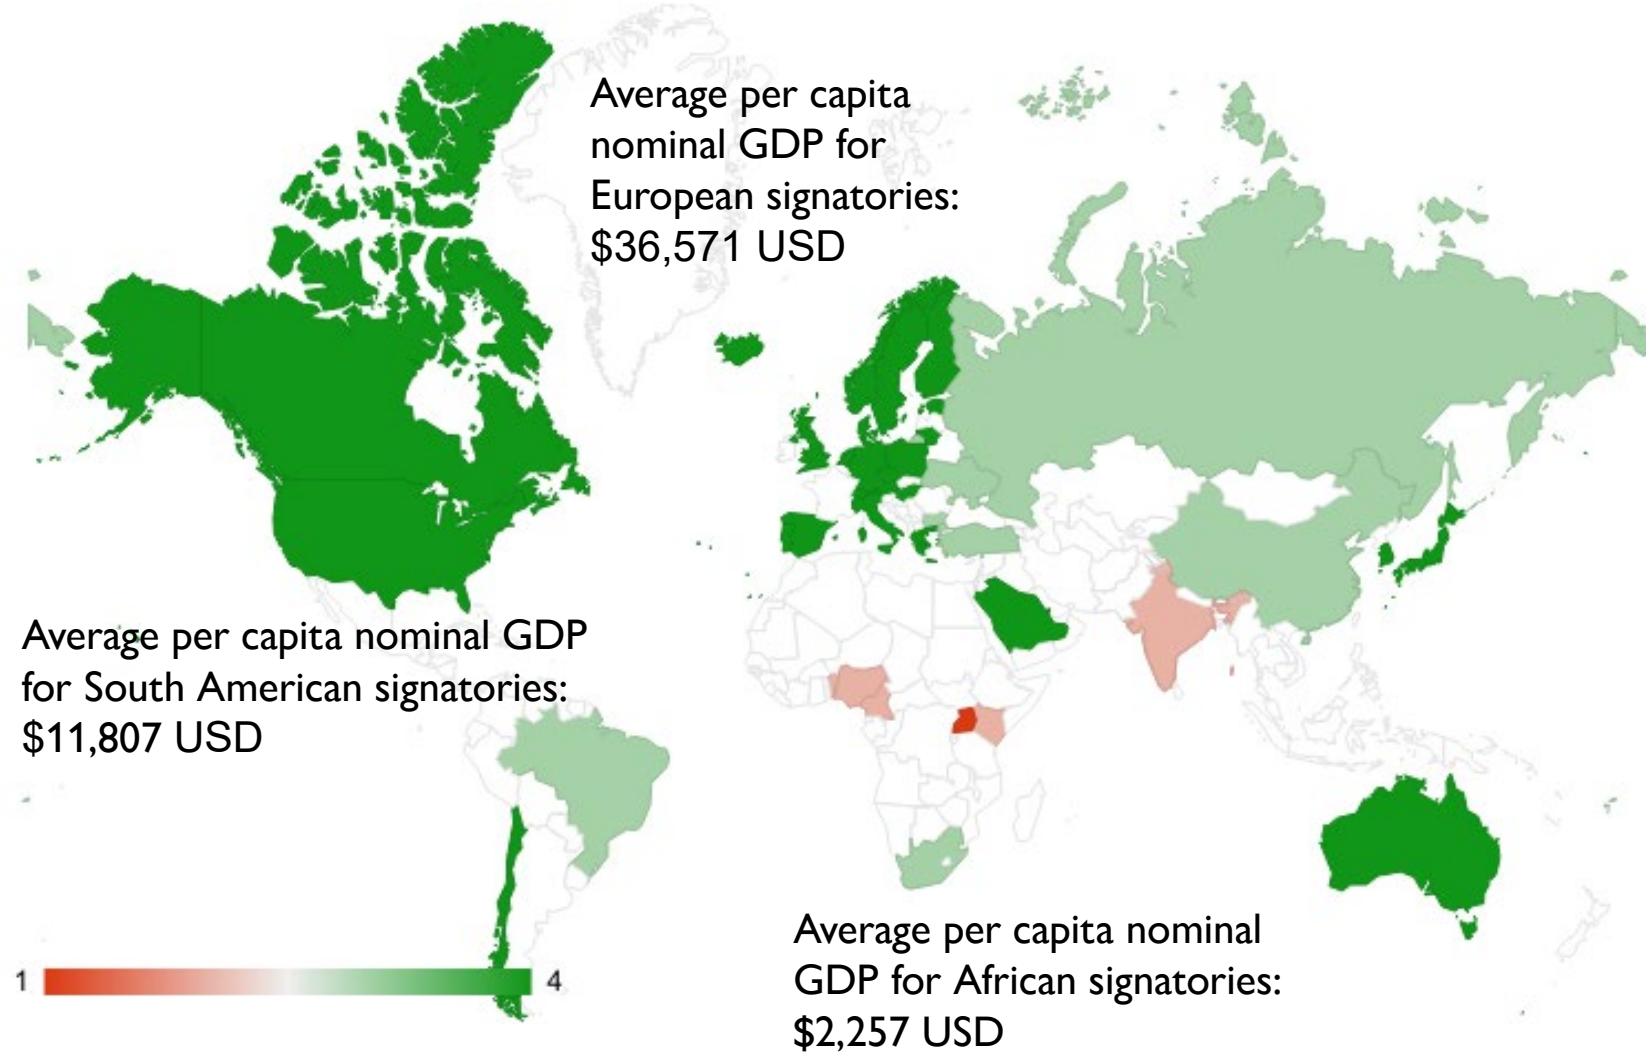 Average per capita
nominal GDP for
European signatories:
$36,571 USD
Average per capita nominal GDP
for South American signatories:
$11,807 USD
Average per capita nominal
GDP for African signatories:
$2,257 USD
1
4